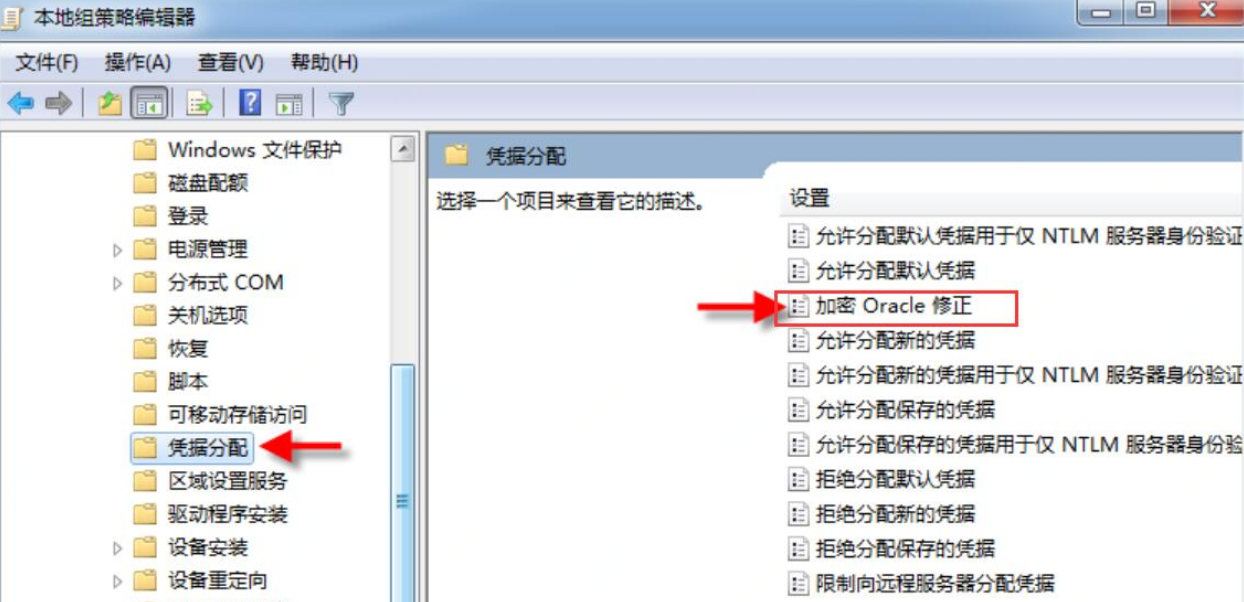 本地组策略编辑器
文件(F) 操作(A) 查看(V) 帮助(H)
Windows 文件保护
磁盘配额
登录
电源管理
分布式 COM
关机选项
恢复
脚本
可移动存储访问
凭据分配
区域设置服务
驱动程序安装
设备安装
设备重定向
凭据分配
选择一个项目来查看它的描述。
设置
允许分配默认凭据用于仅 NTLM 服务器身份验证
允许分配默认凭据
加密 Oracle 修正
允许分配新的凭据
允许分配新的凭据用于仅 NTLM 服务器身份验证
允许分配保存的凭据
允许分配保存的凭据用于仅 NTLM 服务器身份验
拒绝分配默认凭据
拒绝分配新的凭据
拒绝分配保存的凭据
限制向远程服务器分配凭据